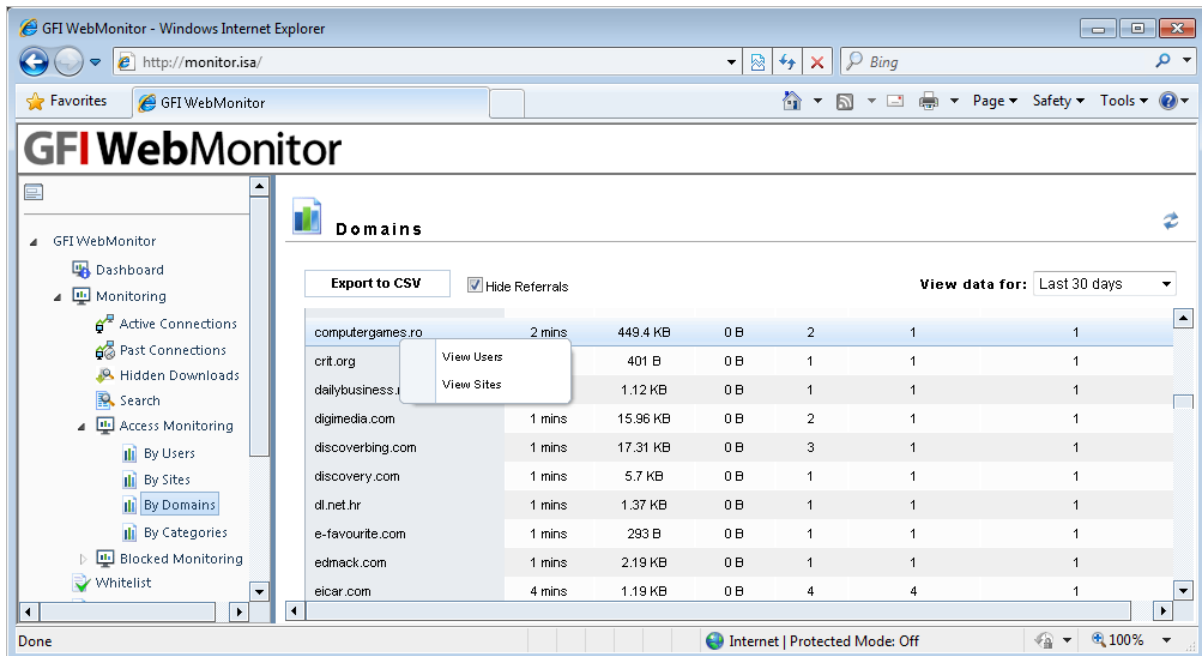 GFI WebMonitor - Windows Internet Explorer
http://monitor.isa/
Bing
Favorites GFI WebMonitor Page Safety Tools
GFI WebMonitor
GFI WebMonitor
Dashboard
Monitoring
Active Connections
Past Connections
Hidden Downloads
Search
Access Monitoring
By Users
By Sites
By Domains
By Categories
Blocked Monitoring
Whitelist
Domains
Export to CSV Hide Referrals View data for: Last 30 days
computergames.ro 2 mins 449.4 KB 0 B 2 1 1
crit.org 401 B 0 B 1 1 1
dailybusiness. 1.12 KB 0 B 1 1 1
View Users
View Sites
digimedia.com 1 mins 15.96 KB 0 B 2 1 1
discoverbing.com 1 mins 17.31 KB 0 B 3 1 1
discovery.com 1 mins 5.7 KB 0 B 1 1 1
dl.net.hr 1 mins 1.37 KB 0 B 1 1 1
e-favourite.com 1 mins 293 B 0 B 1 1 1
edmack.com 1 mins 2.19 KB 0 B 1 1 1
eicar.com 4 mins 1.19 KB 0 B 4 4 1
Done Internet | Protected Mode: Off 100%